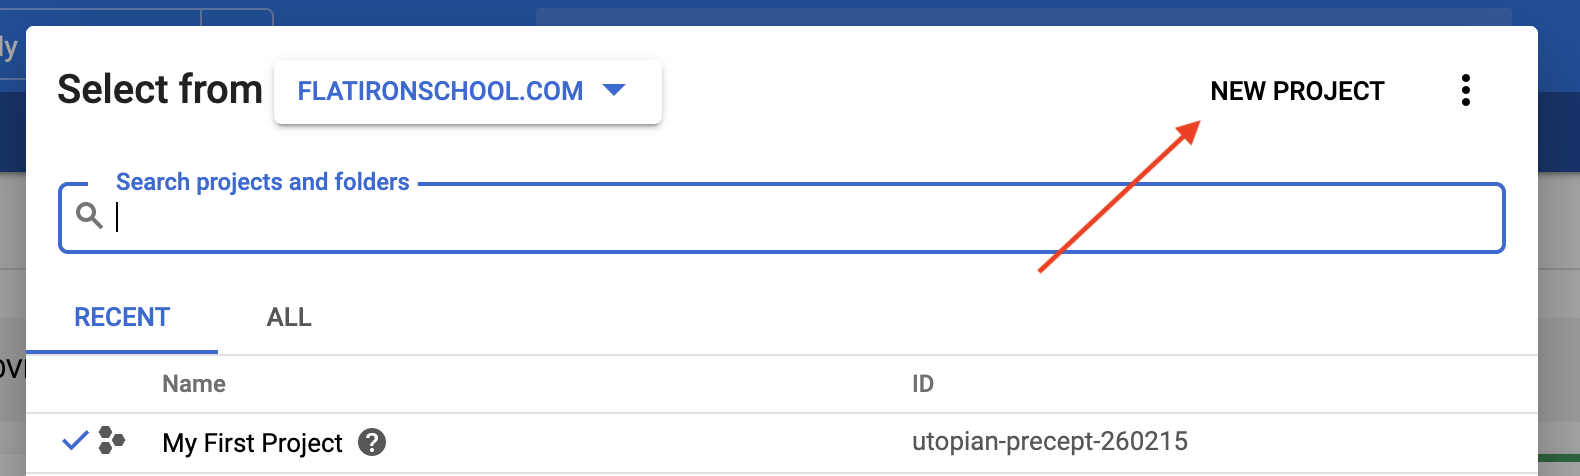 Select from FLATIRONSCHOOL.COM NEW PROJECT
Search projects and folders
RECENT ALL
Name ID
My First Project ? utopian-precept-260215